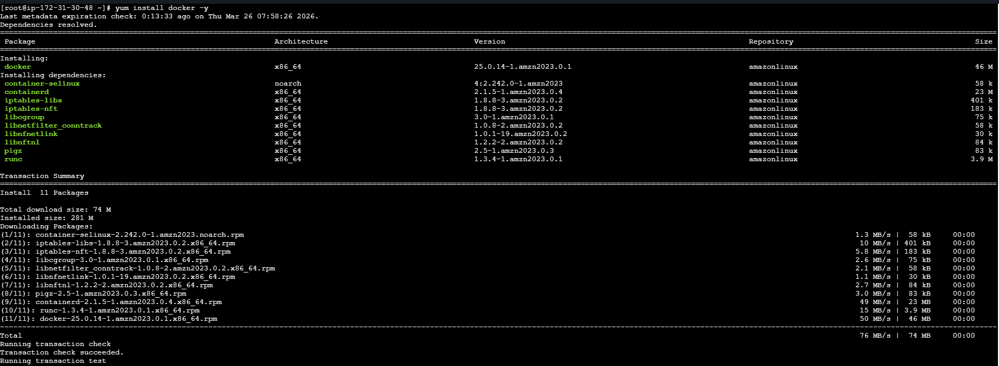 [root@ip-172-31-30-48 ~]# yum install docker -y
Last metadata expiration check: 0:13:33 ago on Thu Mar 26 07:58:26 2026.
Dependencies resolved.
Package Architecture Version Repository Size
Installing:
docker x86_64 25.0.14-1.amzn2023.0.1 amazonlinux 46 M
Installing dependencies:
container-selinux noarch 4:2.242.0-1.amzn2023 amazonlinux 58 k
containerd x86_64 2.1.5-1.amzn2023.0.4 amazonlinux 23 M
iptables-libs x86_64 1.8.8-3.amzn2023.0.2 amazonlinux 401 k
iptables-nft x86_64 1.8.8-3.amzn2023.0.2 amazonlinux 183 k
libcgroup x86_64 3.0-1.amzn2023.0.1 amazonlinux 75 k
libnetfilter_conntrack x86_64 1.0.8-2.amzn2023.0.2 amazonlinux 58 k
libnfnetlink x86_64 1.0.1-19.amzn2023.0.2 amazonlinux 30 k
libnftnl x86_64 1.2.2-2.amzn2023.0.2 amazonlinux 84 k
pigz x86_64 2.5-1.amzn2023.0.3 amazonlinux 83 k
runc x86_64 1.3.4-1.amzn2023.0.1 amazonlinux 3.9 M
Transaction Summary
Install 11 Packages
Total download size: 74 M
Installed size: 281 M
Downloading Packages:
(1/11): container-selinux-2.242.0-1.amzn2023.noarch.rpm 1.3 MB/s | 58 kB 00:00
(2/11): iptables-libs-1.8.8-3.amzn2023.0.2.x86_64.rpm 10 MB/s | 401 kB 00:00
(3/11): iptables-nft-1.8.8-3.amzn2023.0.2.x86_64.rpm 5.8 MB/s | 183 kB 00:00
(4/11): libcgroup-3.0-1.amzn2023.0.1.x86_64.rpm 2.6 MB/s | 75 kB 00:00
(5/11): libnetfilter_conntrack-1.0.8-2.amzn2023.0.2.x86_64.rpm 2.1 MB/s | 58 kB 00:00
(6/11): libnfnetlink-1.0.1-19.amzn2023.0.2.x86_64.rpm 1.1 MB/s | 30 kB 00:00
(7/11): libnftnl-1.2.2-2.amzn2023.0.2.x86_64.rpm 2.7 MB/s | 84 kB 00:00
(8/11): pigz-2.5-1.amzn2023.0.3.x86_64.rpm 3.0 MB/s | 83 kB 00:00
(9/11): containerd-2.1.5-1.amzn2023.0.4.x86_64.rpm 49 MB/s | 23 MB 00:00
(10/11): runc-1.3.4-1.amzn2023.0.1.x86_64.rpm 15 MB/s | 3.9 MB 00:00
(11/11): docker-25.0.14-1.amzn2023.0.1.x86_64.rpm 50 MB/s | 46 MB 00:00
Total 76 MB/s | 74 MB 00:00
Running transaction check
Transaction check succeeded.
Running transaction test